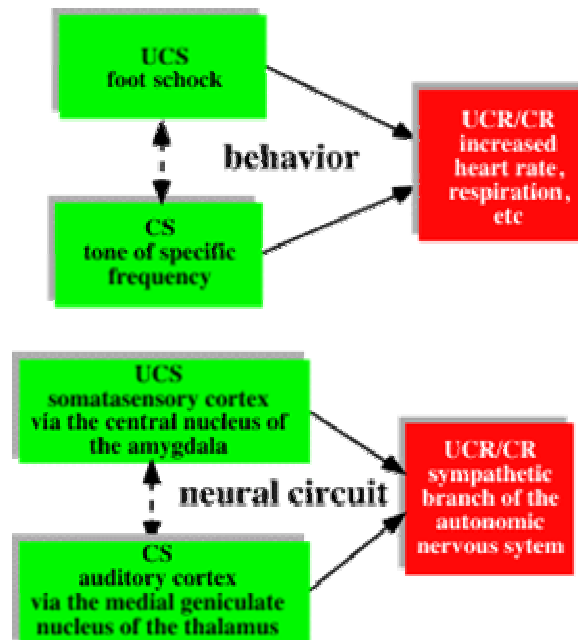 UCS
foot schock
behavior
CS
tone of specific
frequency
UCR/CR
increased
heart rate,
respiration,
etc
UCS
somatasensory cortex
via the central nucleus of
the amygdala
neural circuit
CS
auditory cortex
via the medial geniculate
nucleus of the thalamus
UCR/CR
sympathetic
branch of the
autonomic
nervous sytem